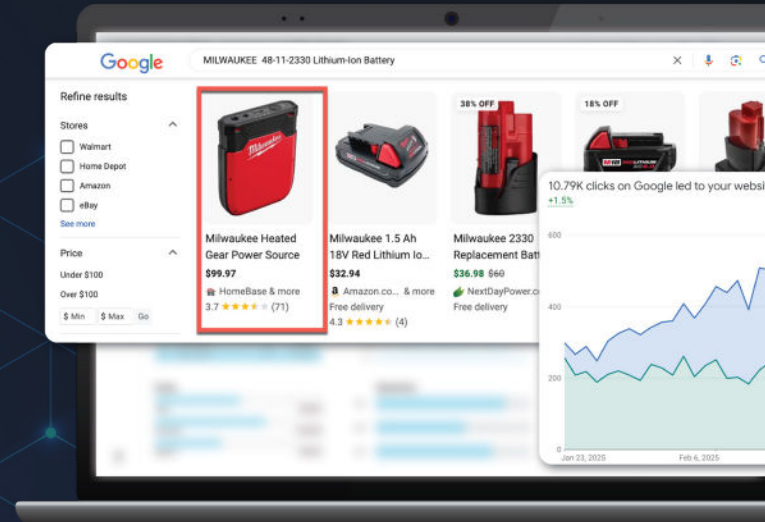 Google
MILWAUKEE 48-11-2330 Lithium-Ion Battery
Refine results
Stores
Walmart
Home Depot
Amazon
eBay
See more
Price
Under $100
Over $100
$ Min $ Max Go
Milwaukee
Milwaukee Heated
Gear Power Source
$99.97
HomeBase & more
3.7 (71)
Milwaukee 1.5 Ah
18V Red Lithium Io...
$32.94
Amazon.co... & more
Free delivery
4.3 (4)
38% OFF
Milwaukee 2330
Replacement Batt
$36.98 $60
NextDayPower.c
Free delivery
18% OFF
M18
10.79K clicks on Google led to your websi
+1.5%
600
400
200
0
Jan 23, 2025
Feb 6, 2025